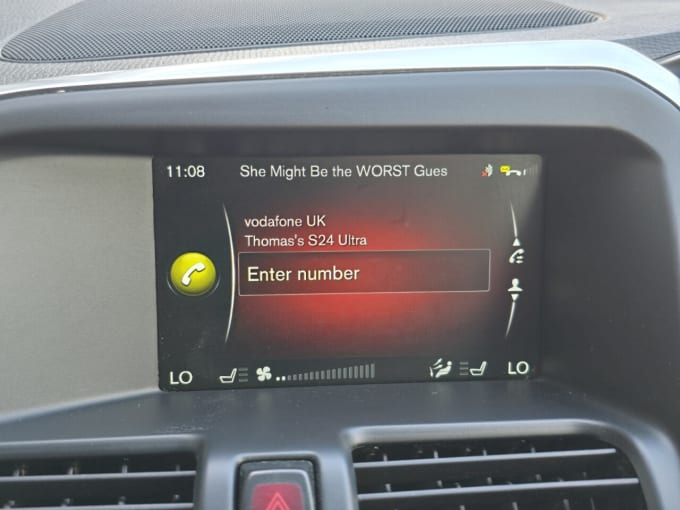 11:08 She Might Be the WORST Gues
vodafone UK
Thomas's S24 Ultra
Enter number
LO LO